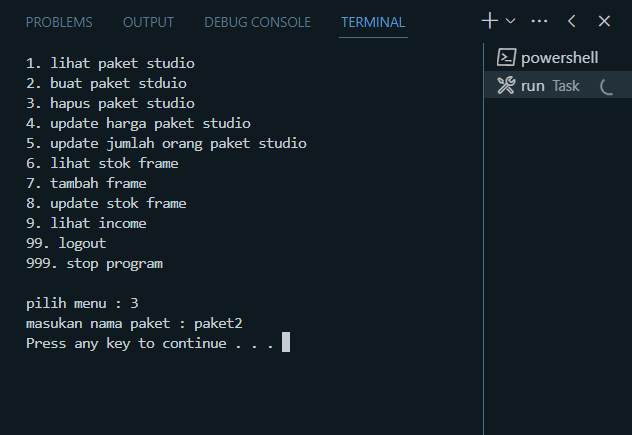 PROBLEMS OUTPUT DEBUG CONSOLE TERMINAL
powershell
run Task
1. lihat paket studio
2. buat paket stduio
3. hapus paket studio
4. update harga paket studio
5. update jumlah orang paket studio
6. lihat stok frame
7. tambah frame
8. update stok frame
9. lihat income
99. logout
999. stop program
pilih menu : 3
masukan nama paket : paket2
Press any key to continue . . .